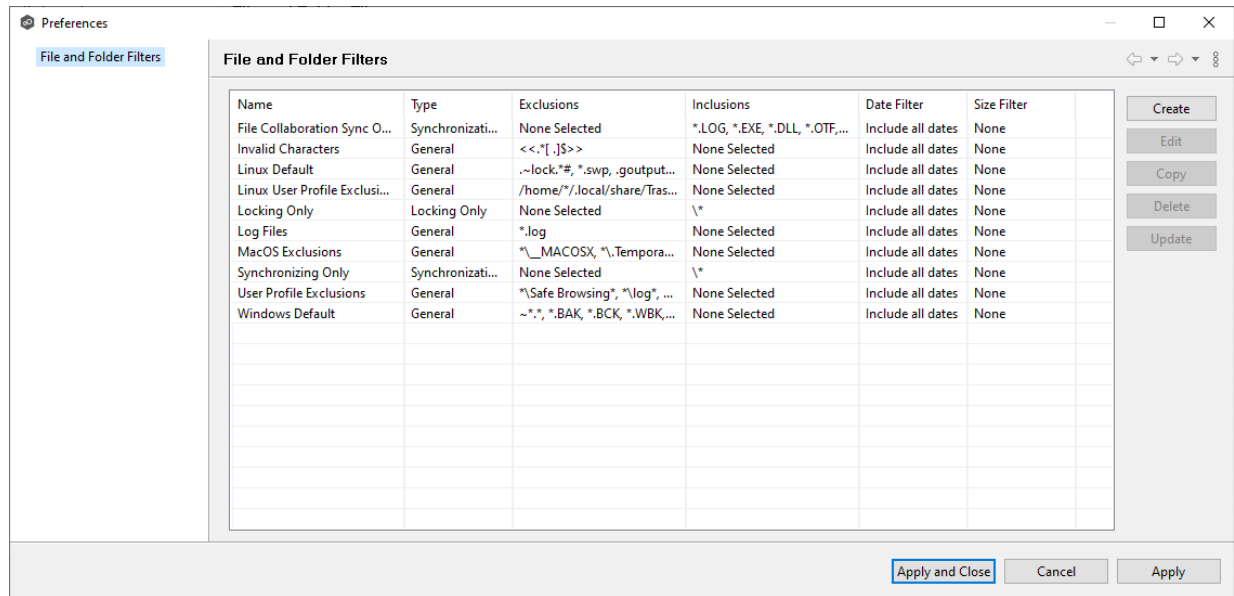 Preferences
File and Folder Filters
File and Folder Filters
Name Type Exclusions Inclusions Date Filter Size Filter
File Collaboration Sync O... Synchronizati... None Selected *.LOG, *.EXE, *.DLL, *.OTF,... Include all dates None
Invalid Characters General <<.*[ .]$>> None Selected Include all dates None
Linux Default General .~lock.*#, *.swp, .goutput... None Selected Include all dates None
Linux User Profile Exclusi... General /home/*/.local/share/Tras... None Selected Include all dates None
Locking Only Locking Only None Selected \* Include all dates None
Log Files General *.log None Selected Include all dates None
MacOS Exclusions General *\__MACOSX, *\.Tempora... None Selected Include all dates None
Synchronizing Only Synchronizati... None Selected \* Include all dates None
User Profile Exclusions General *\Safe Browsing*, *\log*, ... None Selected Include all dates None
Windows Default General ~*.*, *.BAK, *.BCK, *.WBK,... None Selected Include all dates None
Create
Edit
Copy
Delete
Update
Apply and Close Cancel Apply